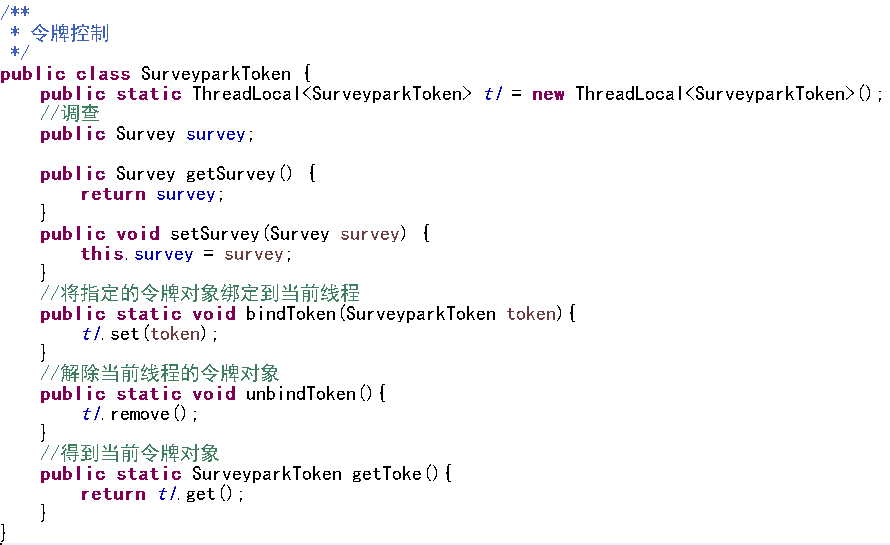 /**
 * 令牌控制
 */
public class SurveyparkToken {
    public static ThreadLocal<SurveyparkToken> tl = new ThreadLocal<SurveyparkToken>();
    //调查
    public Survey survey;

    public Survey getSurvey() {
        return survey;
    }
    public void setSurvey(Survey survey) {
        this.survey = survey;
    }
    //将指定的令牌对象绑定到当前线程
    public static void bindToken(SurveyparkToken token){
        tl.set(token);
    }
    //解除当前线程的令牌对象
    public static void unbindToken(){
        tl.remove();
    }
    //得到当前令牌对象
    public static SurveyparkToken getToke(){
        return tl.get();
    }
}